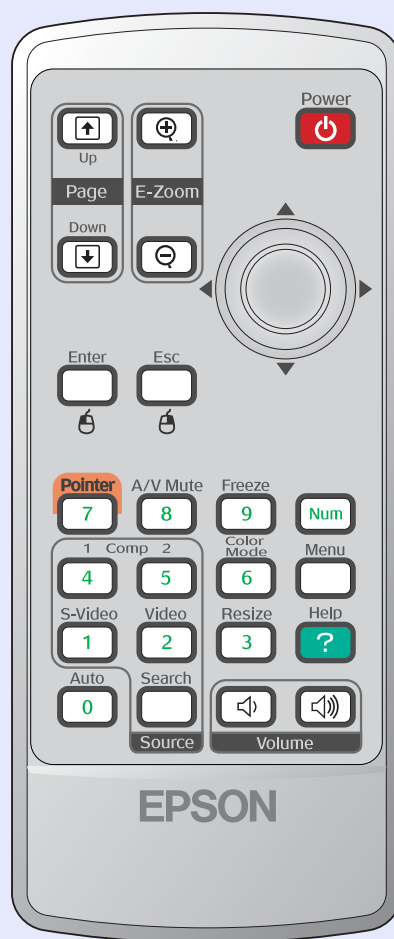 Power
Up
Page E-Zoom
Down
Enter Esc
Pointer A/V Mute Freeze
7 8 9 Num
1 Comp 2 Color Mode Menu
4 5 6
S-Video Video Resize Help
1 2 3 ?
Auto Search
0
Source Volume
EPSON